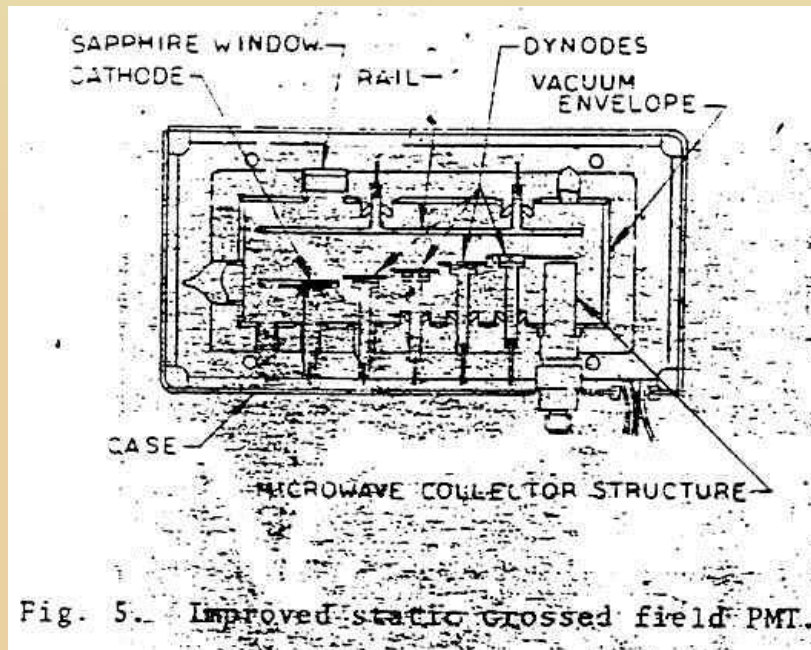 SAPPHIRE WINDOW
DYNODES
CATHODE
RAIL
VACUUM
ENVELOPE
CASE
MICROWAVE COLLECTOR STRUCTURE
Fig. 5. Improved static crossed field PMT.